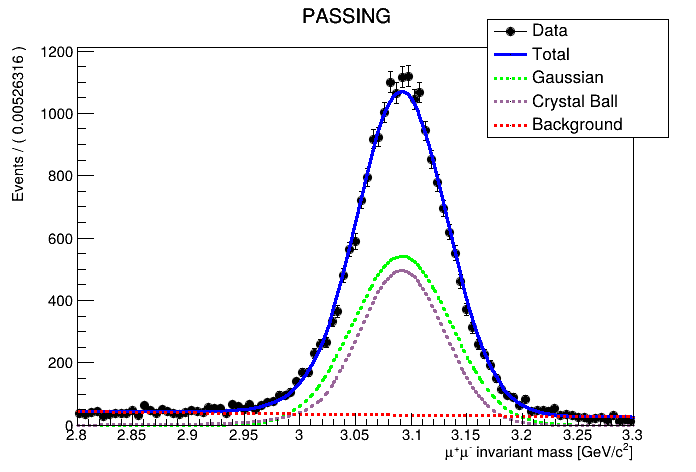 PASSING
Data
Total
Gaussian
Crystal Ball
Background
Events / ( 0.00526316 )
1200
1000
800
600
400
200
0
2.8 2.85 2.9 2.95 3 3.05 3.1 3.15 3.2 3.25 3.3
μ⁺μ⁻ invariant mass [GeV/c²]